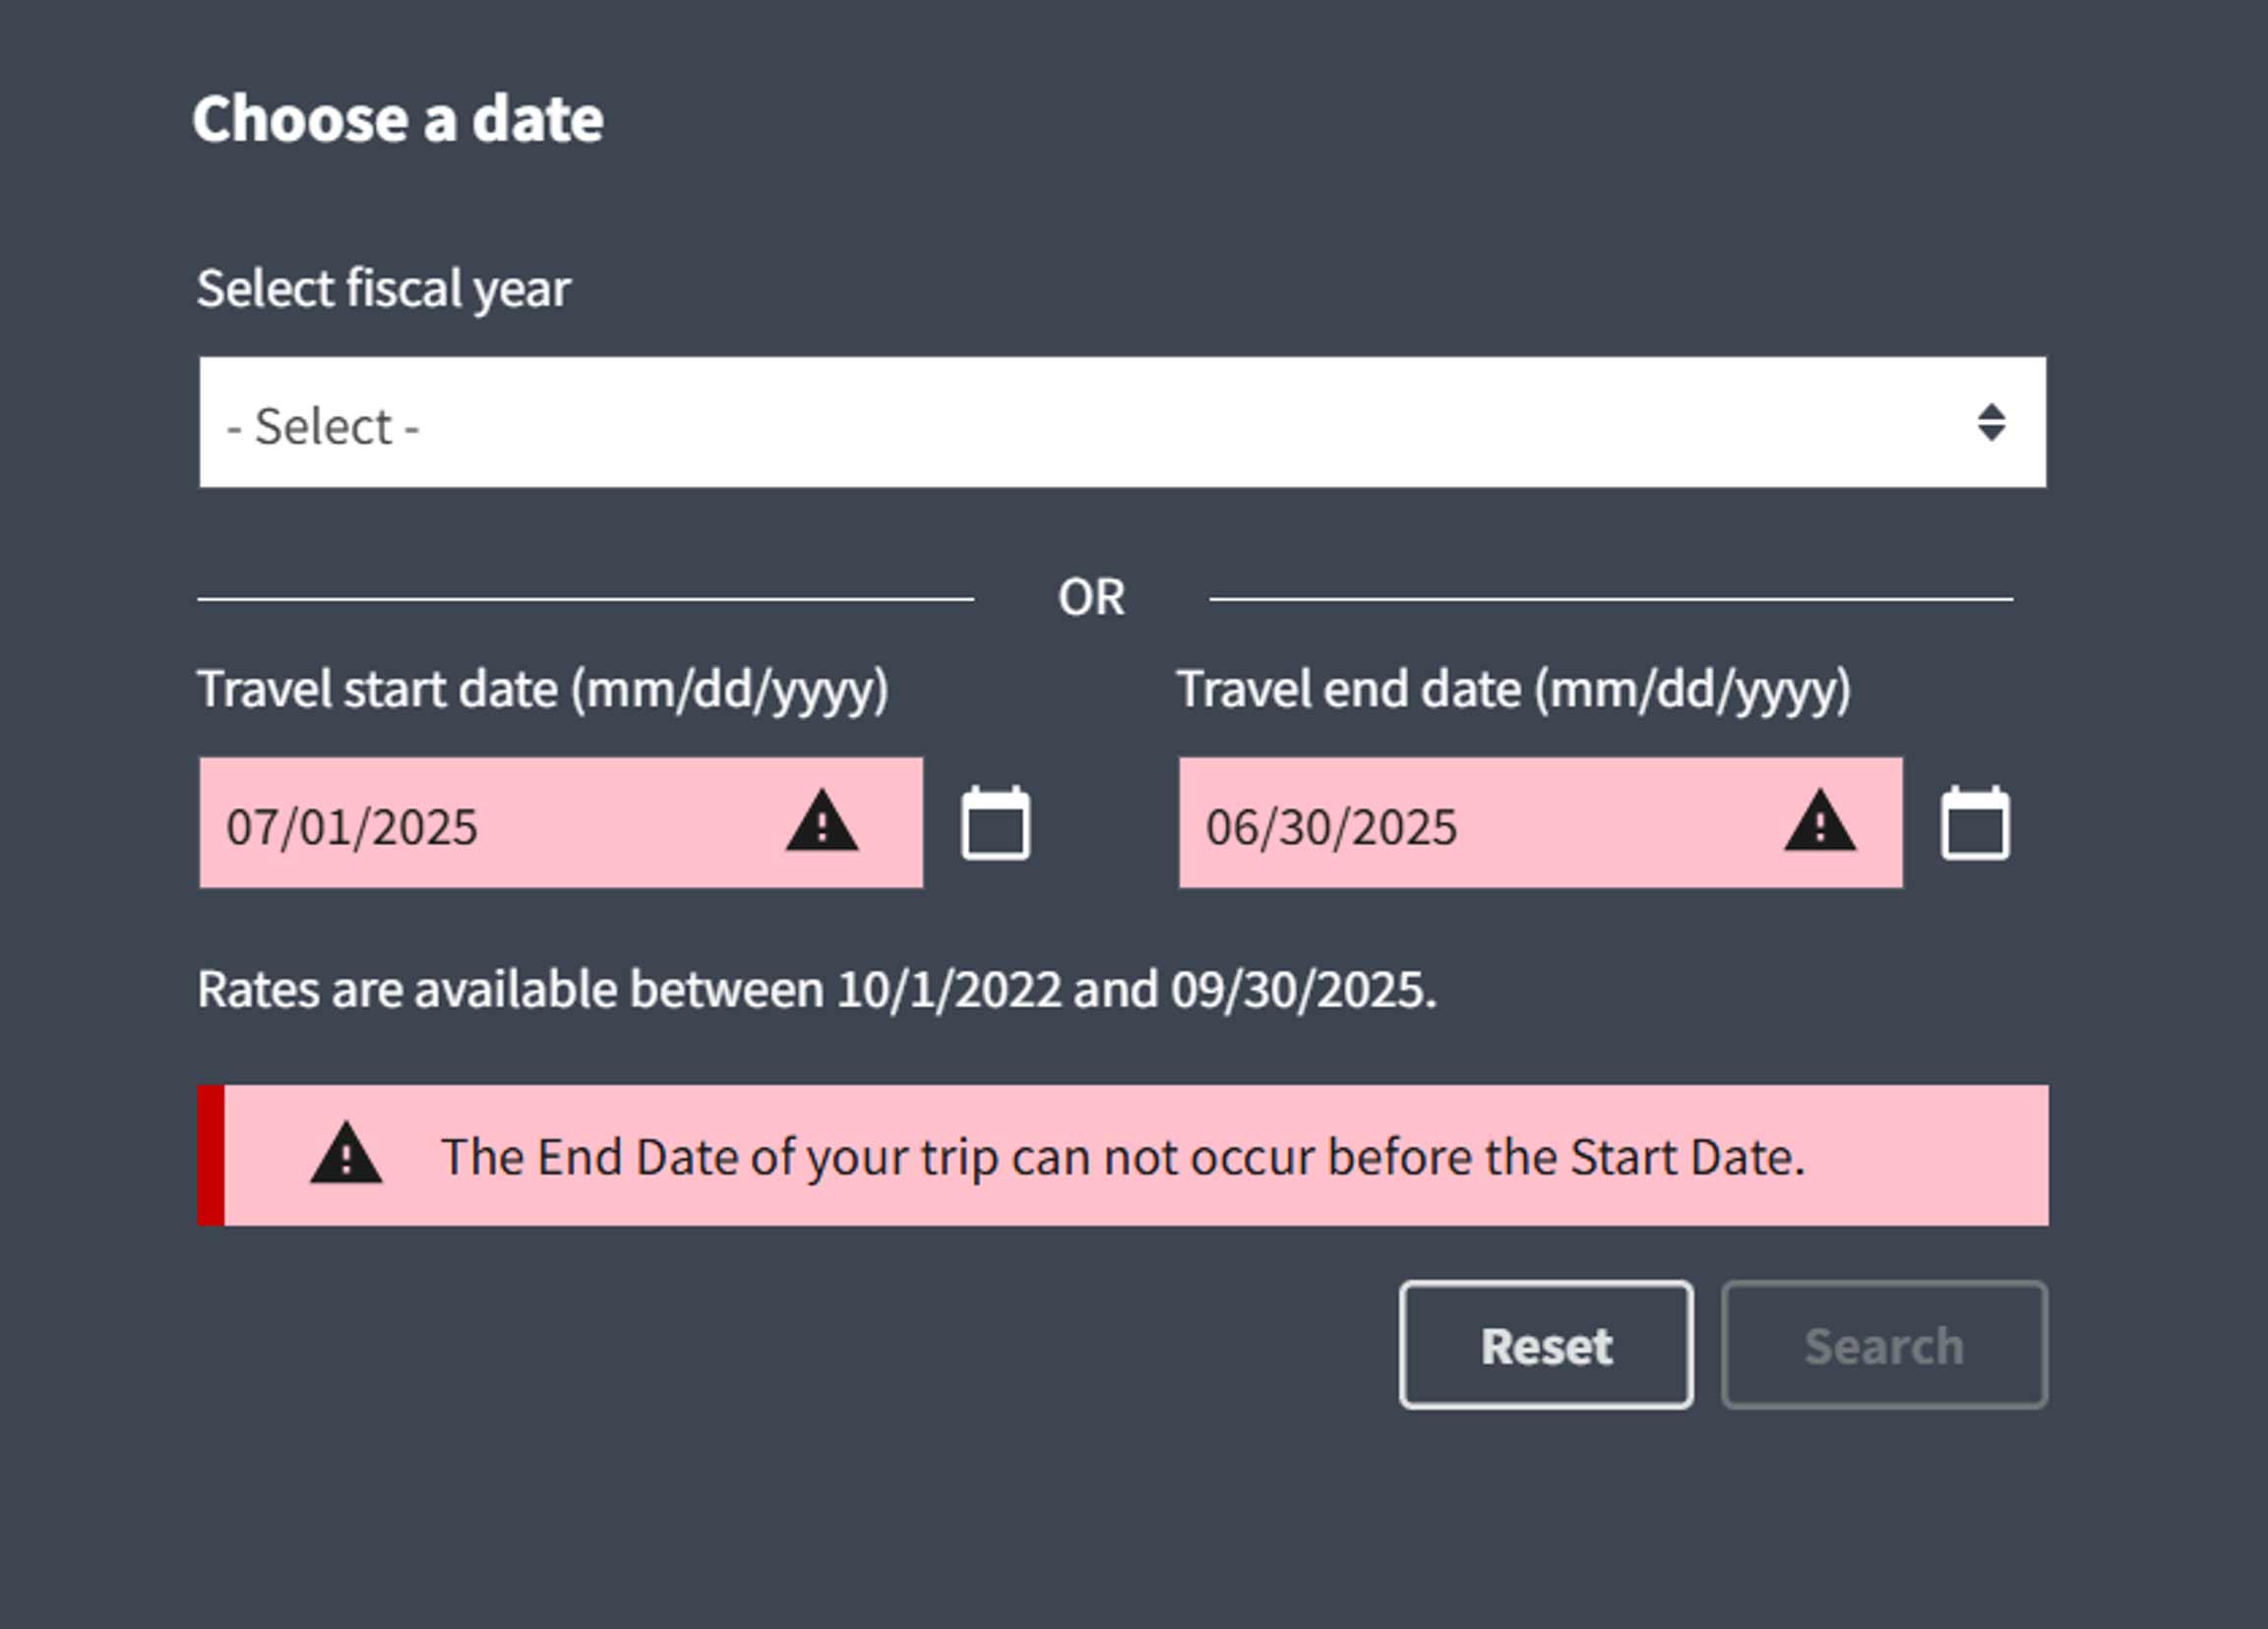 Choose a date
Select fiscal year
- Select -
OR
Travel start date (mm/dd/yyyy)
Travel end date (mm/dd/yyyy)
07/01/2025
06/30/2025
Rates are available between 10/1/2022 and 09/30/2025.
The End Date of your trip can not occur before the Start Date.
Reset
Search